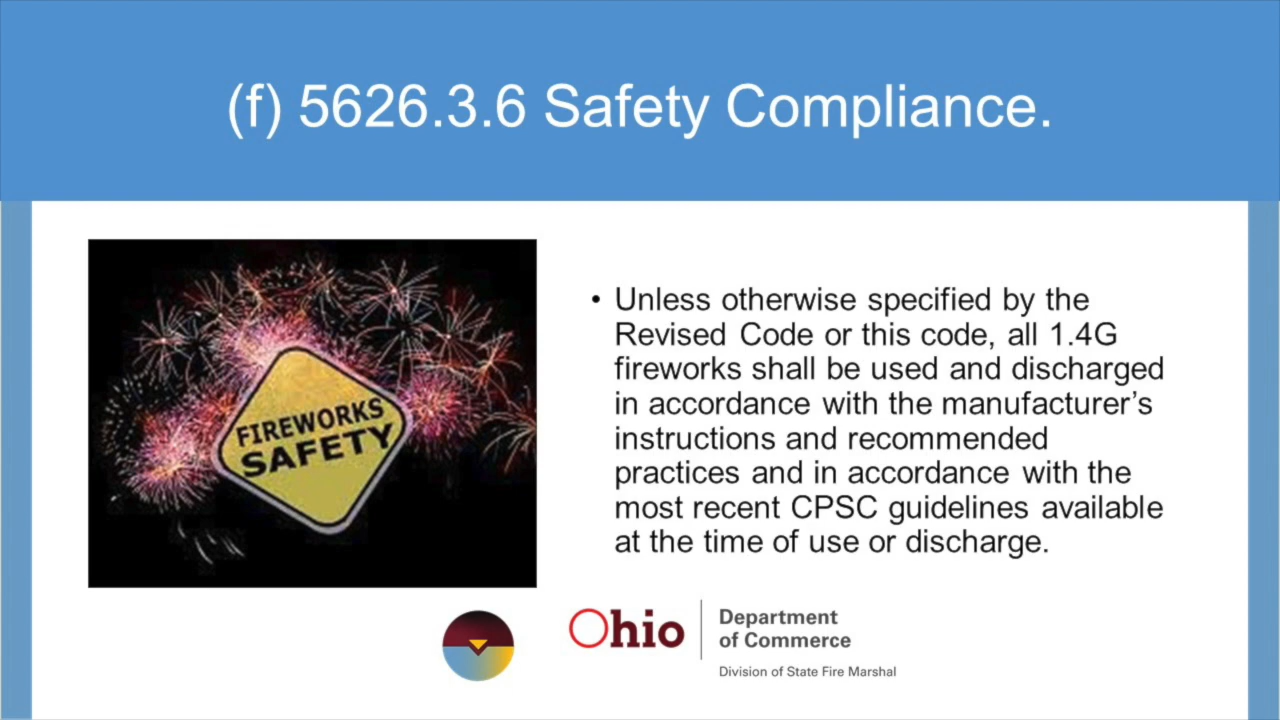 (f) 5626.3.6 Safety Compliance.
FIREWORKS
SAFETY
• Unless otherwise specified by the
Revised Code or this code, all 1.4G
fireworks shall be used and discharged
in accordance with the manufacturer’s
instructions and recommended
practices and in accordance with the
most recent CPSC guidelines available
at the time of use or discharge.
Ohio
Department
of Commerce
Division of State Fire Marshal